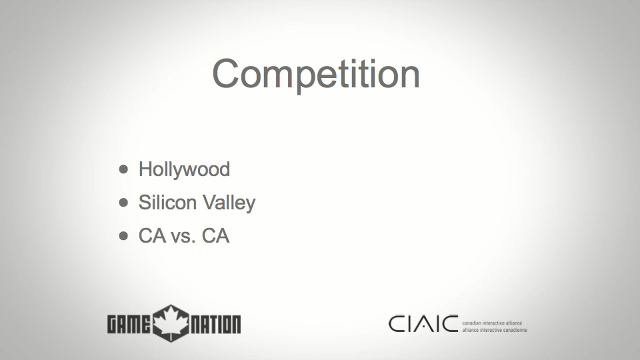 Competition
Hollywood
Silicon Valley
CA vs. CA
GAME NATION
CIAIC
canadian interactive alliance
alliance interactive canadienne